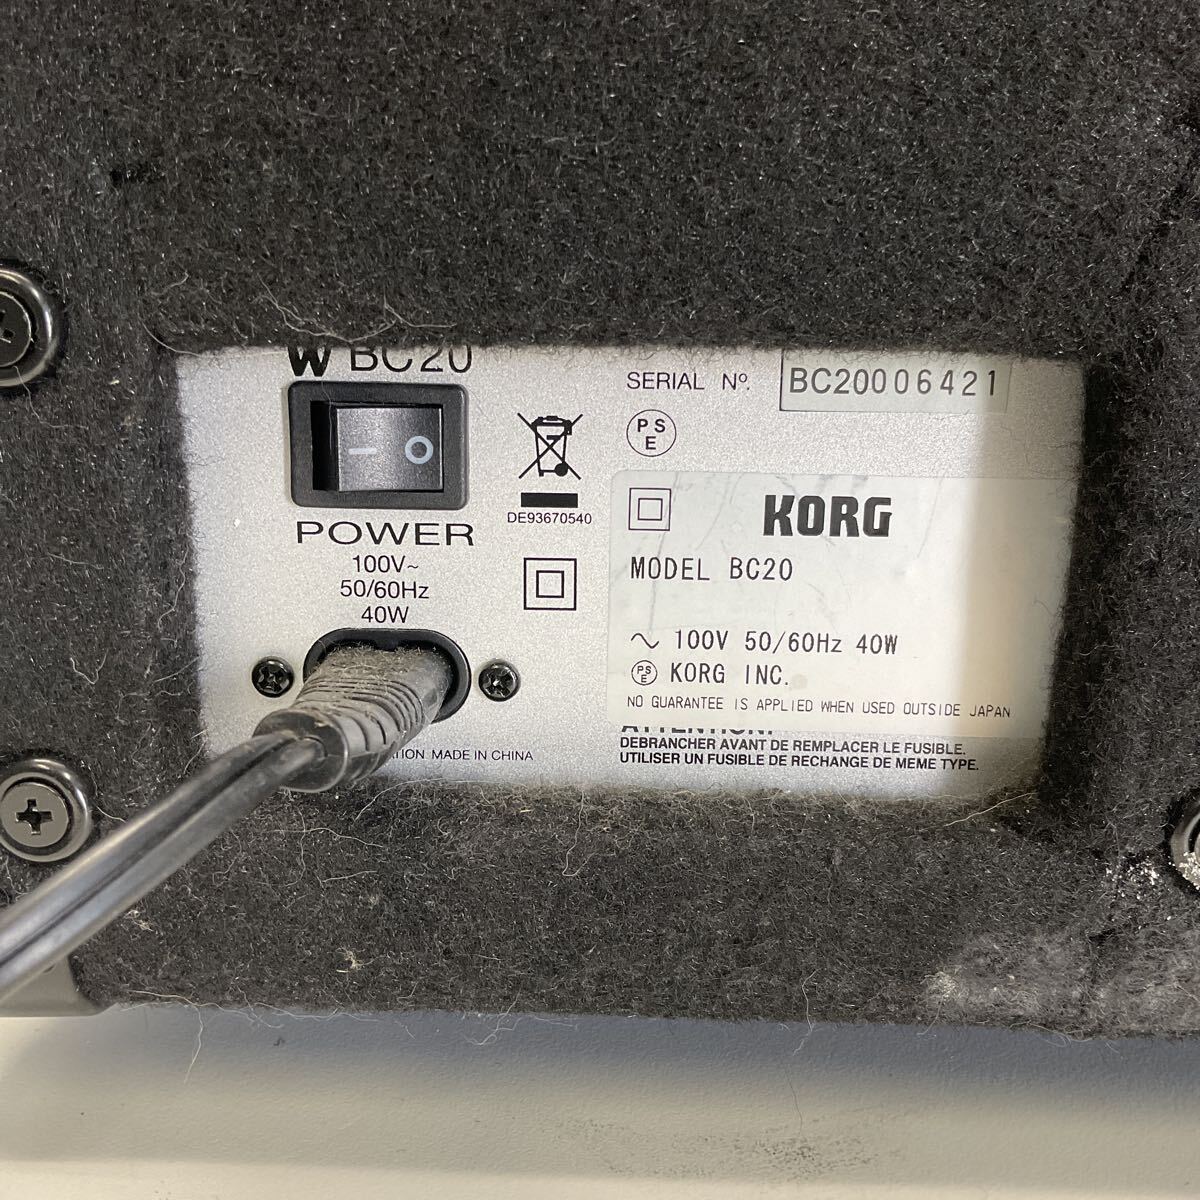 W BC20
POWER
100V~
50/60Hz
40W
DE93670540
SERIAL Nº. BC20006421
PS
E
KORG
MODEL BC20
~ 100V 50/60Hz 40W
PS
E KORG INC.
NO GUARANTEE IS APPLIED WHEN USED OUTSIDE JAPAN
ATTENTION:
DEBRANCHER AVANT DE REMPLACER LE FUSIBLE.
UTILISER UN FUSIBLE DE RECHANGE DE MEME TYPE.
MADE IN CHINA